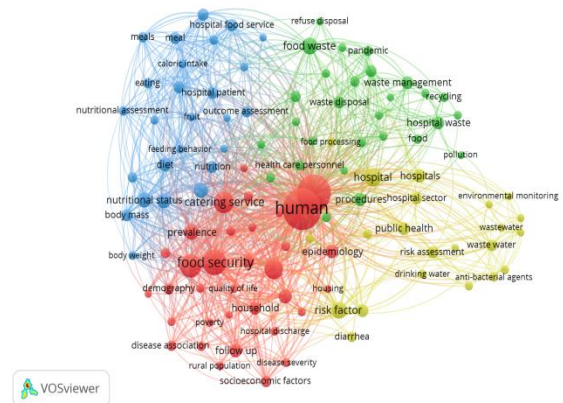 refuse disposal
hospital food service
meals
meal
food waste
pandemic
caloric intake
eating
hospital patient
waste management
recycling
nutritional assessment
outcome assessment
fruit
waste disposal
hospital waste
food processing
food
feeding behavior
pollution
diet
nutrition
health care personnel
hospital
hospitals
nutritional status
catering service
human
procedures
hospital sector
environmental monitoring
body mass
prevalence
public health
wastewater
body weight
food security
epidemiology
risk assessment
waste water
drinking water
anti-bacterial agents
demography
quality of life
housing
household
risk factor
poverty
hospital discharge
diarrhea
disease association
follow up
rural population
disease severity
socioeconomic factors
VOSviewer